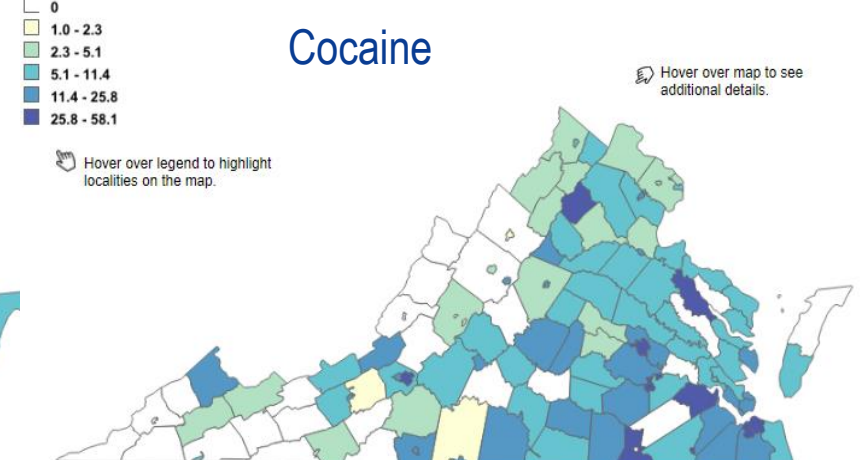 0
1.0 - 2.3
2.3 - 5.1
5.1 - 11.4
11.4 - 25.8
25.8 - 58.1
Cocaine
Hover over map to see
additional details.
Hover over legend to highlight
localities on the map.